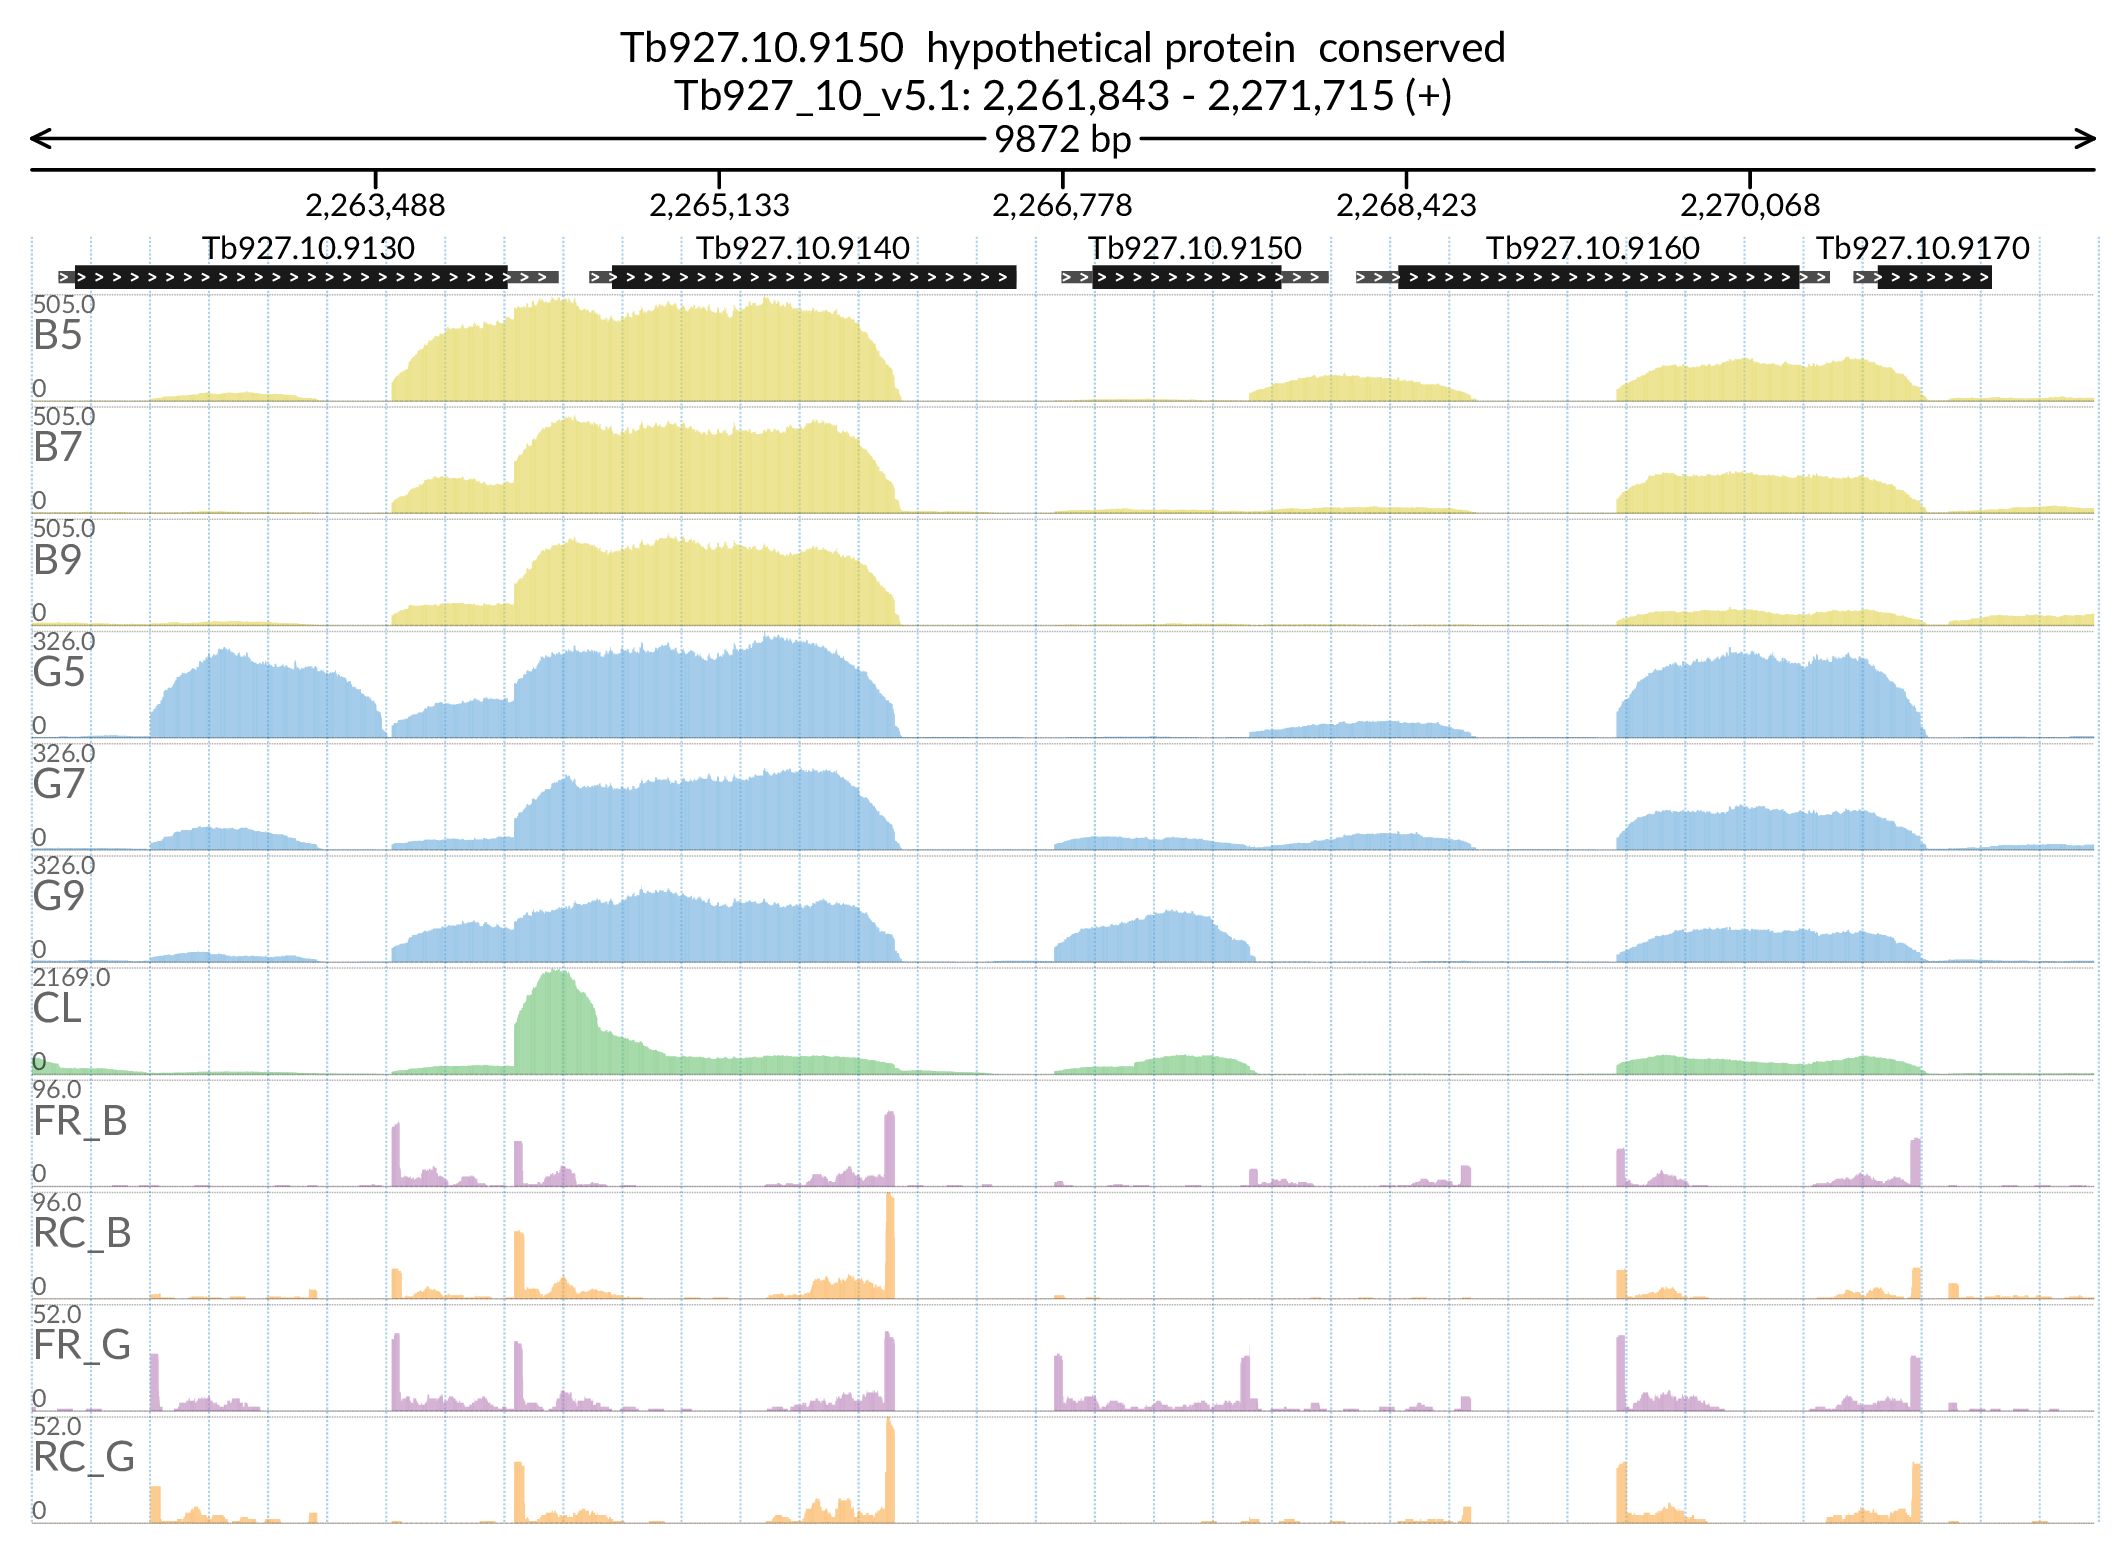 Tb927.10.9150  hypothetical protein  conserved
Tb927_10_v5.1: 2,261,843 - 2,271,715 (+)
9872 bp
2,263,488 2,265,133 2,266,778 2,268,423 2,270,068
Tb927.10.9130 Tb927.10.9140 Tb927.10.9150 Tb927.10.9160 Tb927.10.9170
505.0
B5
0
505.0
B7
0
505.0
B9
0
326.0
G5
0
326.0
G7
0
326.0
G9
0
2169.0
CL
0
96.0
FR_B
0
96.0
RC_B
0
52.0
FR_G
0
52.0
RC_G
0